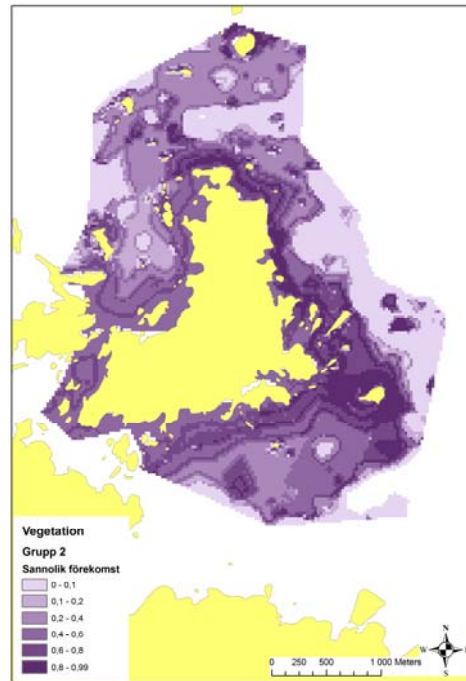 Vegetation
Grupp 2
Sannolik förekomst
0 - 0,1
0,1 - 0,2
0,2 - 0,4
0,4 - 0,6
0,6 - 0,8
0,8 - 0,99
N
W E
S
0 250 500 1 000 Meters